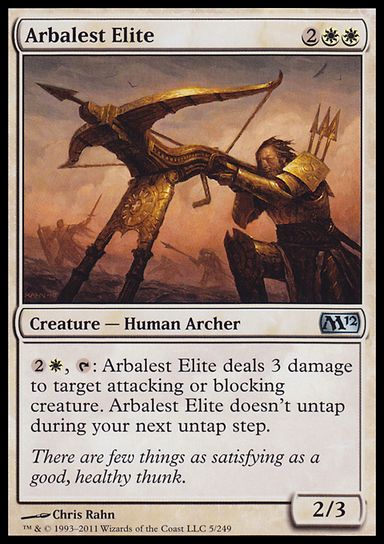 Arbalest Elite 2
Creature — Human Archer M12
2, : Arbalest Elite deals 3 damage
to target attacking or blocking
creature. Arbalest Elite doesn't untap
during your next untap step.
There are few things as satisfying as a
good, healthy thunk.
Chris Rahn
™ & © 1993–2011 Wizards of the Coast LLC 5/249
2/3